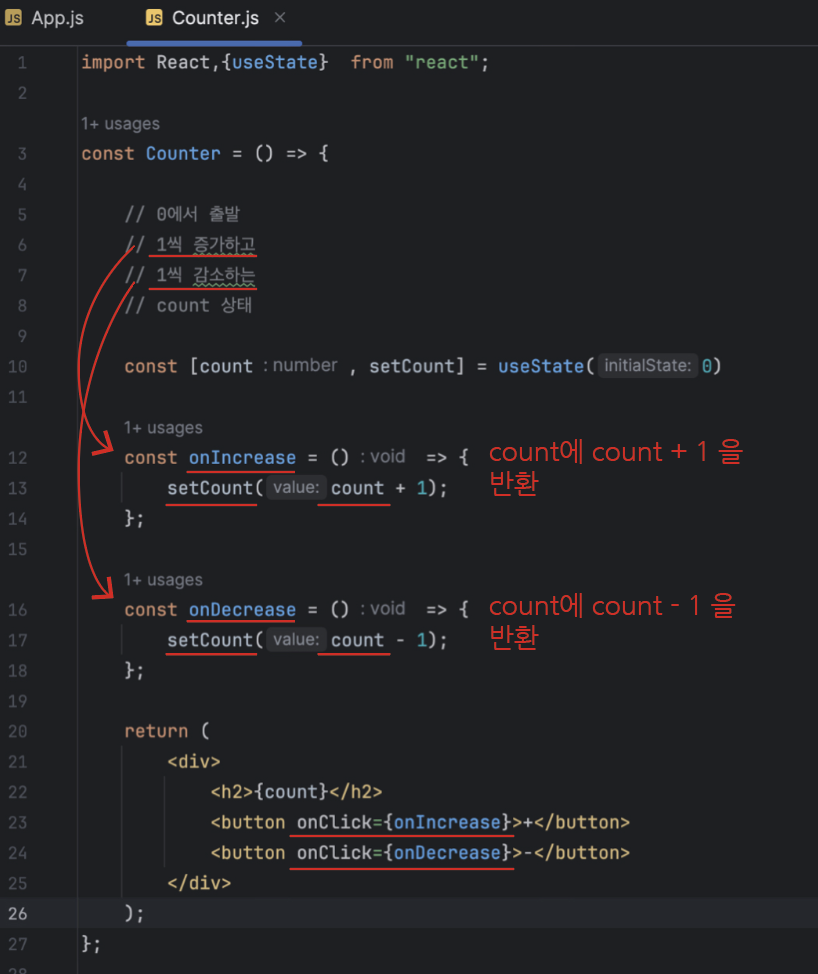 JS App.js JS Counter.js ×
1 import React,{useState}  from "react";
2
1+ usages
3 const Counter = () => {
4
5     // 0에서 출발
6     // 1씩 증가하고
7     // 1씩 감소하는
8     // count 상태
9
10     const [count : number , setCount] = useState( initialState: 0)
11
1+ usages
12     const onIncrease = () : void => {
count에 count + 1 을
13         setCount( value: count + 1);
반환
14     };
15
1+ usages
16     const onDecrease = () : void => {
count에 count - 1 을
17         setCount( value: count - 1);
반환
18     };
19
20     return (
21         <div>
22             <h2>{count}</h2>
23             <button onClick={onIncrease}>+</button>
24             <button onClick={onDecrease}>-</button>
25         </div>
26     );
27 };
28